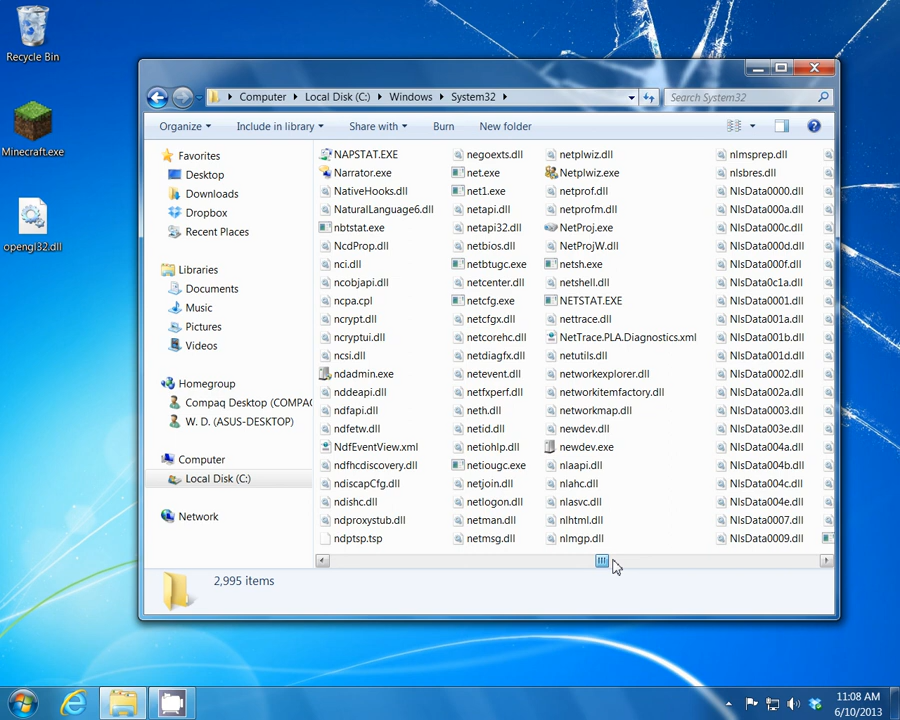 Recycle Bin
Minecraft.exe
opengl32.dll
Computer Local Disk (C:) Windows System32
Search System32
Organize Include in library Share with Burn New folder
Favorites
Desktop
Downloads
Dropbox
Recent Places
Libraries
Documents
Music
Pictures
Videos
Homegroup
Compaq Desktop (COMPAC
W. D. (ASUS-DESKTOP)
Computer
Local Disk (C:)
Network
NAPSTAT.EXE
Narrator.exe
NativeHooks.dll
NaturalLanguage6.dll
nbtstat.exe
NcdProp.dll
nci.dll
ncobjapi.dll
ncpa.cpl
ncrypt.dll
ncryptui.dll
ncsi.dll
ndadmin.exe
nddeapi.dll
ndfapi.dll
ndfetw.dll
NdfEventView.xml
ndfhcdiscovery.dll
ndiscapCfg.dll
ndishc.dll
ndproxystub.dll
ndptsp.tsp
negoexts.dll
net.exe
net1.exe
netapi.dll
netapi32.dll
netbios.dll
netbtugc.exe
netcenter.dll
netcfg.exe
netcfgx.dll
netcorehc.dll
netdiagfx.dll
netevent.dll
netfxperf.dll
neth.dll
netid.dll
netiohlp.dll
netiougc.exe
netjoin.dll
netlogon.dll
netman.dll
netmsg.dll
netplwiz.dll
Netplwiz.exe
netprof.dll
netprofm.dll
NetProj.exe
NetProjW.dll
netsh.exe
netshell.dll
NETSTAT.EXE
nettrace.dll
NetTrace.PLA.Diagnostics.xml
netutils.dll
networkexplorer.dll
networkitemfactory.dll
networkmap.dll
newdev.dll
newdev.exe
nlaapi.dll
nlahc.dll
nlasvc.dll
nlhtml.dll
nlmgp.dll
nlmsprep.dll
nlsbres.dll
NlsData0000.dll
NlsData000a.dll
NlsData000c.dll
NlsData000d.dll
NlsData000f.dll
NlsData0c1a.dll
NlsData0001.dll
NlsData001a.dll
NlsData001b.dll
NlsData001d.dll
NlsData0002.dll
NlsData002a.dll
NlsData0003.dll
NlsData003e.dll
NlsData004a.dll
NlsData004b.dll
NlsData004c.dll
NlsData004e.dll
NlsData0007.dll
NlsData0009.dll
2,995 items
11:08 AM
6/10/2013